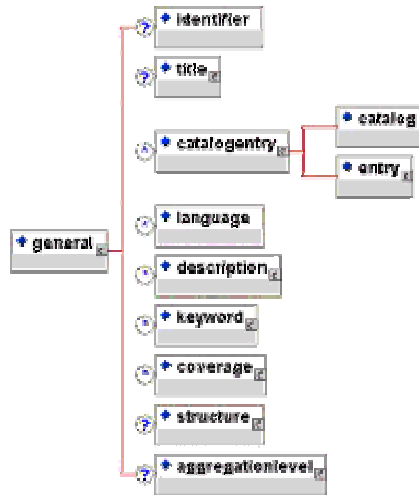 ? identifier
? title
* catalogentry
catalog
entry
* language
general
* description
* keyword
* coverage
? structure
? aggregationlevel